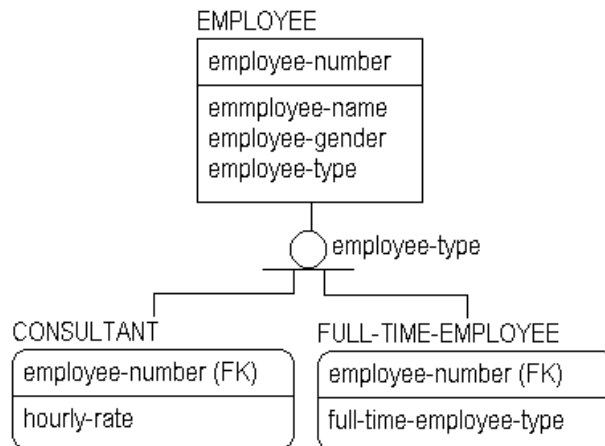 EMPLOYEE
employee-number
emmployee-name
employee-gender
employee-type
employee-type
CONSULTANT
employee-number (FK)
hourly-rate
FULL-TIME-EMPLOYEE
employee-number (FK)
full-time-employee-type